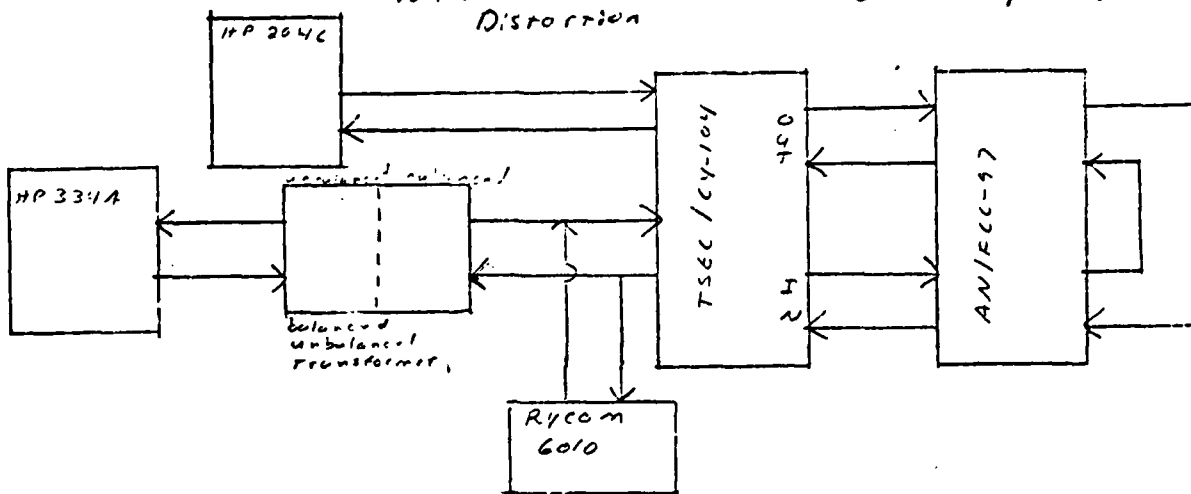 Distortion
HP 204C
HP 334A
unbalanced balanced
balanced
unbalanced
Transformer,
TSEC/CY-104
OUT
IN
AN/FCC-97
Rycom
6010